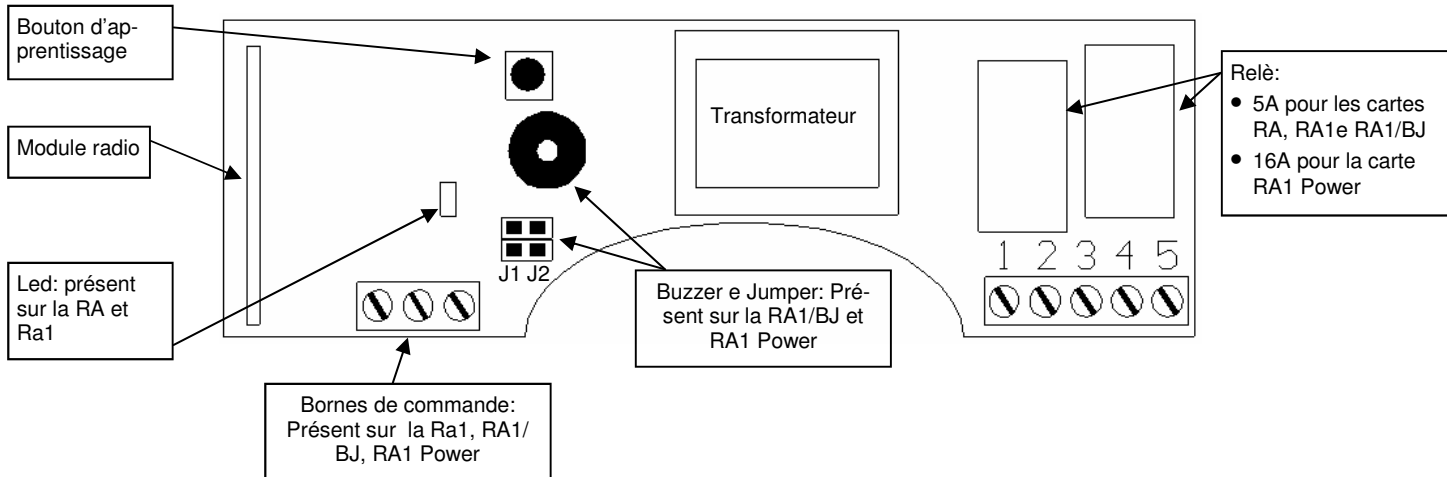 Bouton d'ap-
prentissage
Module radio
Led: présent
sur la RA et
Ra1
Transformateur
Relè:
• 5A pour les cartes
RA, RA1e RA1/BJ
• 16A pour la carte
RA1 Power
J1 J2
1 2 3 4 5
Buzzer e Jumper: Pré-
sent sur la RA1/BJ et
RA1 Power
Bornes de commande:
Présent sur la Ra1, RA1/
BJ, RA1 Power